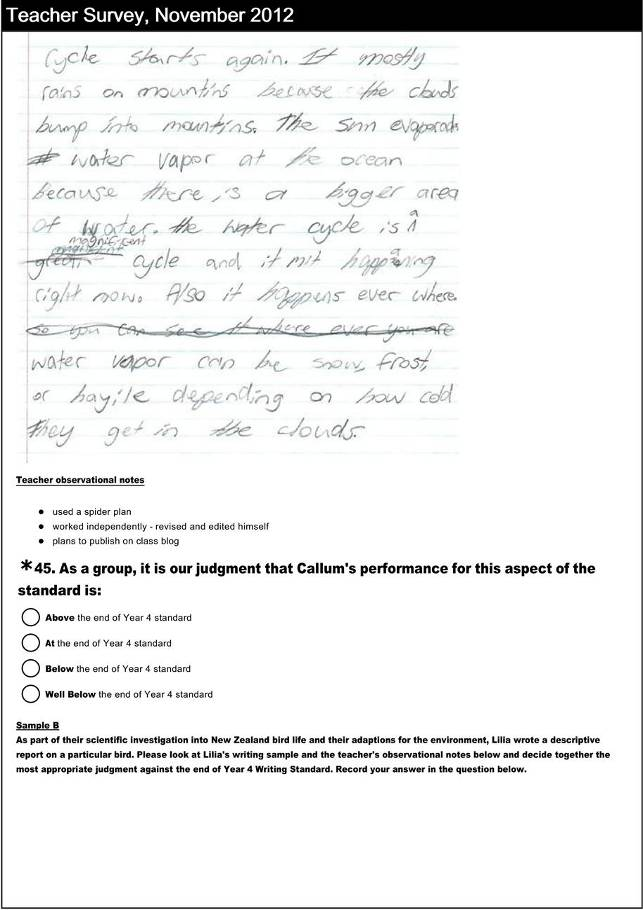 Teacher Survey, November 2012
Cycle starts again. It mostly
rains on mountins because the clouds
bump into mountins. The Sun evaporads
water vapor at the ocean
because there is a bigger area
of water. the water cycle is a
magnificant
cycle and it mit happening
right now. Also it happens ever where.
so you can see it where ever you are
water vapor can be snow, frost,
or hayile depending on how cold
they get in the clouds.
Teacher observational notes
● used a spider plan
● worked independently - revised and edited himself
● plans to publish on class blog
*45. As a group, it is our judgment that Callum's performance for this aspect of the
standard is:
Above the end of Year 4 standard
At the end of Year 4 standard
Below the end of Year 4 standard
Well Below the end of Year 4 standard
Sample B
As part of their scientific investigation into New Zealand bird life and their adaptions for the environment, Lilia wrote a descriptive
report on a particular bird. Please look at Lilia's writing sample and the teacher's observational notes below and decide together the
most appropriate judgment against the end of Year 4 Writing Standard. Record your answer in the question below.